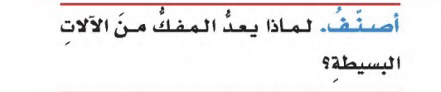 أصنّفُ. لماذا يعدُّ المفكُّ منَ الآلاتِ
البسيطةِ؟